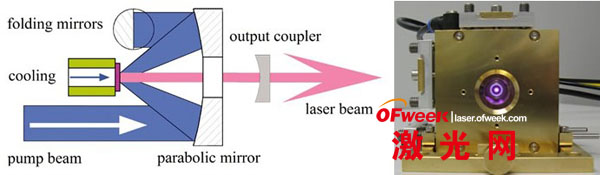 folding mirrors
cooling
pump beam
parabolic mirror
output coupler
laser beam
OFweek
laser.ofweek.com
激光网